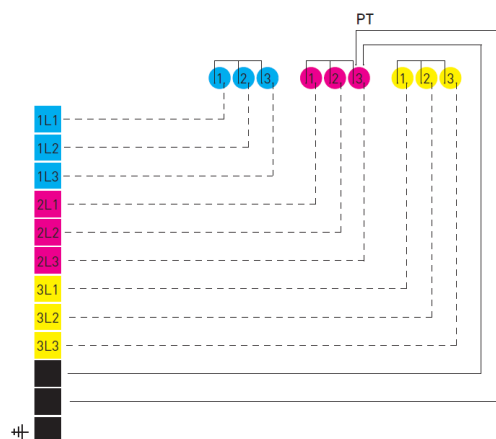 PT
1, 2, 3, 1, 2, 3, 1, 2, 3,
1L1
1L2
1L3
2L1
2L2
2L3
3L1
3L2
3L3